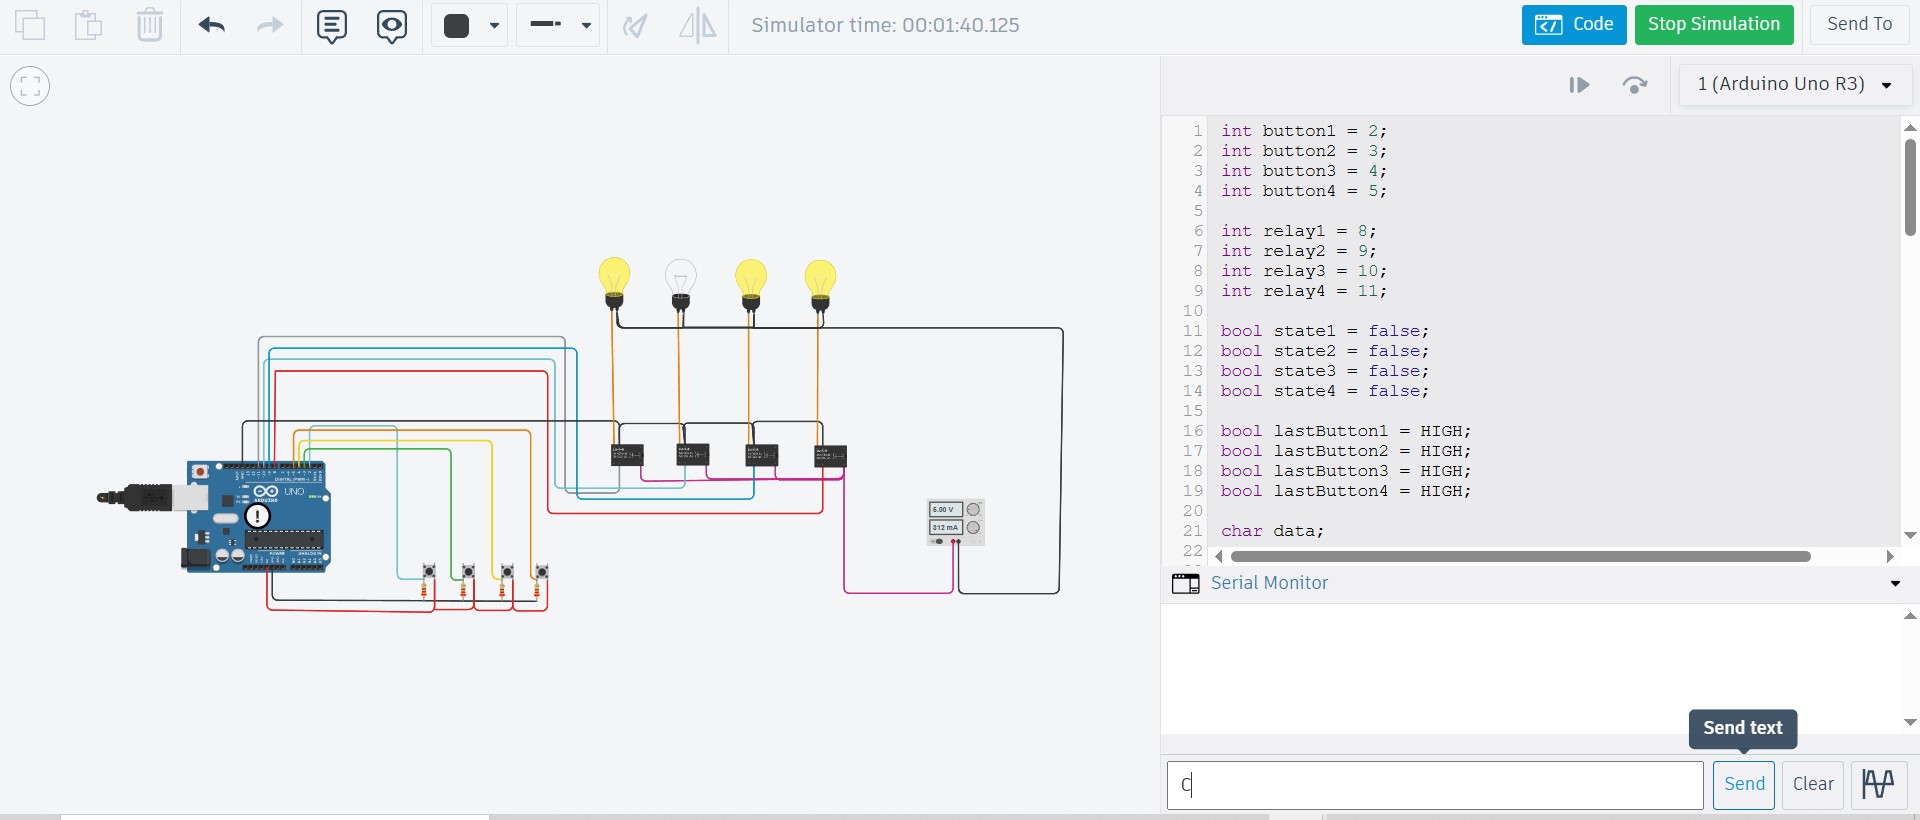 Simulator time: 00:01:40.125
Code
Stop Simulation
Send To
1 (Arduino Uno R3)
1 int button1 = 2;
2 int button2 = 3;
3 int button3 = 4;
4 int button4 = 5;
5
6 int relay1 = 8;
7 int relay2 = 9;
8 int relay3 = 10;
9 int relay4 = 11;
10
11 bool state1 = false;
12 bool state2 = false;
13 bool state3 = false;
14 bool state4 = false;
15
16 bool lastButton1 = HIGH;
17 bool lastButton2 = HIGH;
18 bool lastButton3 = HIGH;
19 bool lastButton4 = HIGH;
20
21 char data;
22
UNO
ARDUINO
POWER
5.00 V
312 mA
Serial Monitor
Send text
C
Send
Clear